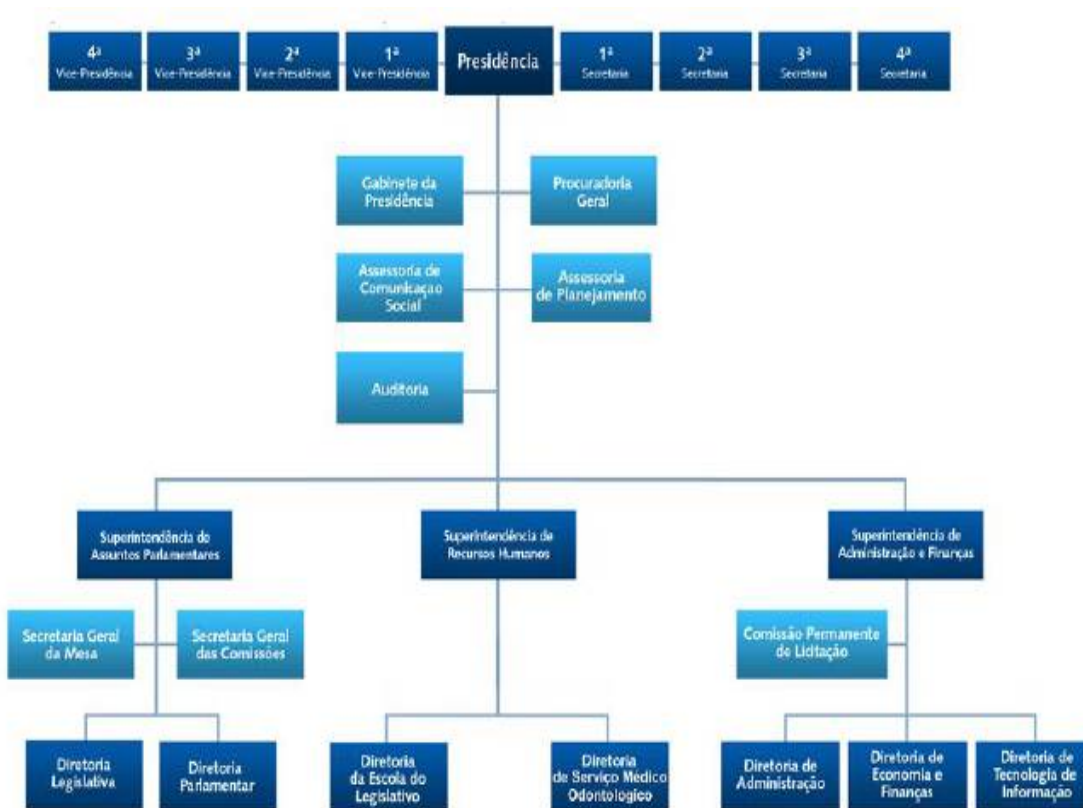 4ª
Vice-Presidência
3ª
Vice-Presidência
2ª
Vice-Presidência
1ª
Vice-Presidência
Presidência
1ª
Secretaria
2ª
Secretaria
3ª
Secretaria
4ª
Secretaria
Gabinete da
Presidência
Procuradoria
Geral
Assessoria de
Comunicaçao
Social
Assessoria
de Planejamento
Auditoria
Superintendência de
Assuntos Parlamentares
Superintendência de
Recursos Humanos
Superintendência de
Administração e Finanças
Secretaria Geral
da Mesa
Secretaria Geral
das Comissões
Comissão Permanente
de Licitação
Diretoria
Legislativa
Diretoria
Parlamentar
Diretoria
da Escola do
Legislativo
Diretoria
de Serviço Médico
Odontologico
Diretoria de
Administração
Diretoria de
Economia e
Finanças
Diretoria de
Tecnologia de
Informação